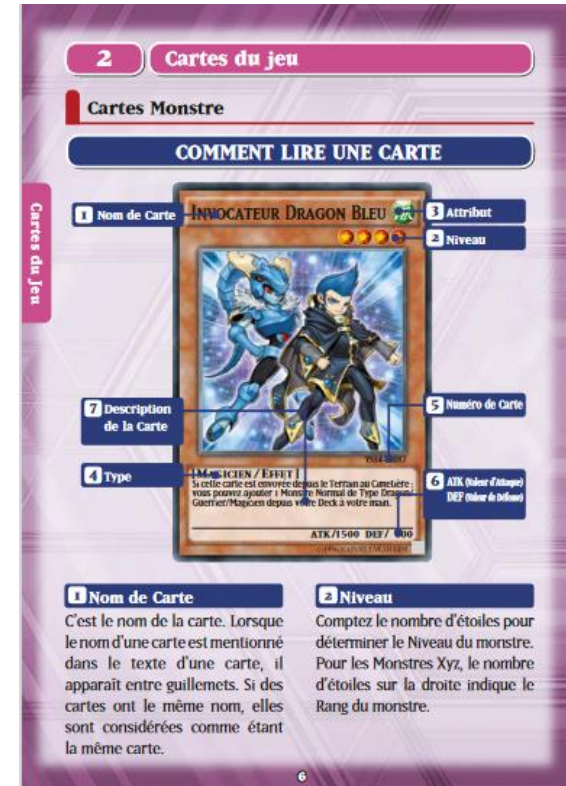 2 Cartes du jeu
Cartes Monstre
COMMENT LIRE UNE CARTE
Cartes du Jeu
1 Nom de Carte
INVOCATEUR DRAGON BLEU
3 Attribut
2 Niveau
7 Description
de la Carte
5 Numéro de Carte
4 Type
6 ATK (Valeur d'Attaque)
DEF (Valeur de Défense)
[MAGICIEN / EFFET]
Si cette carte est envoyée depuis le Terrain au Cimetière :
vous pouvez ajouter 1 Monstre Normal de Type Dragon/
Guerrier/Magicien depuis votre Deck à votre main.
ATK/1500 DEF/
1 Nom de Carte
C'est le nom de la carte. Lorsque
le nom d'une carte est mentionné
dans le texte d'une carte, il
apparaît entre guillemets. Si des
cartes ont le même nom, elles
sont considérées comme étant
la même carte.
2 Niveau
Comptez le nombre d'étoiles pour
déterminer le Niveau du monstre.
Pour les Monstres Xyz, le nombre
d'étoiles sur la droite indique le
Rang du monstre.
6